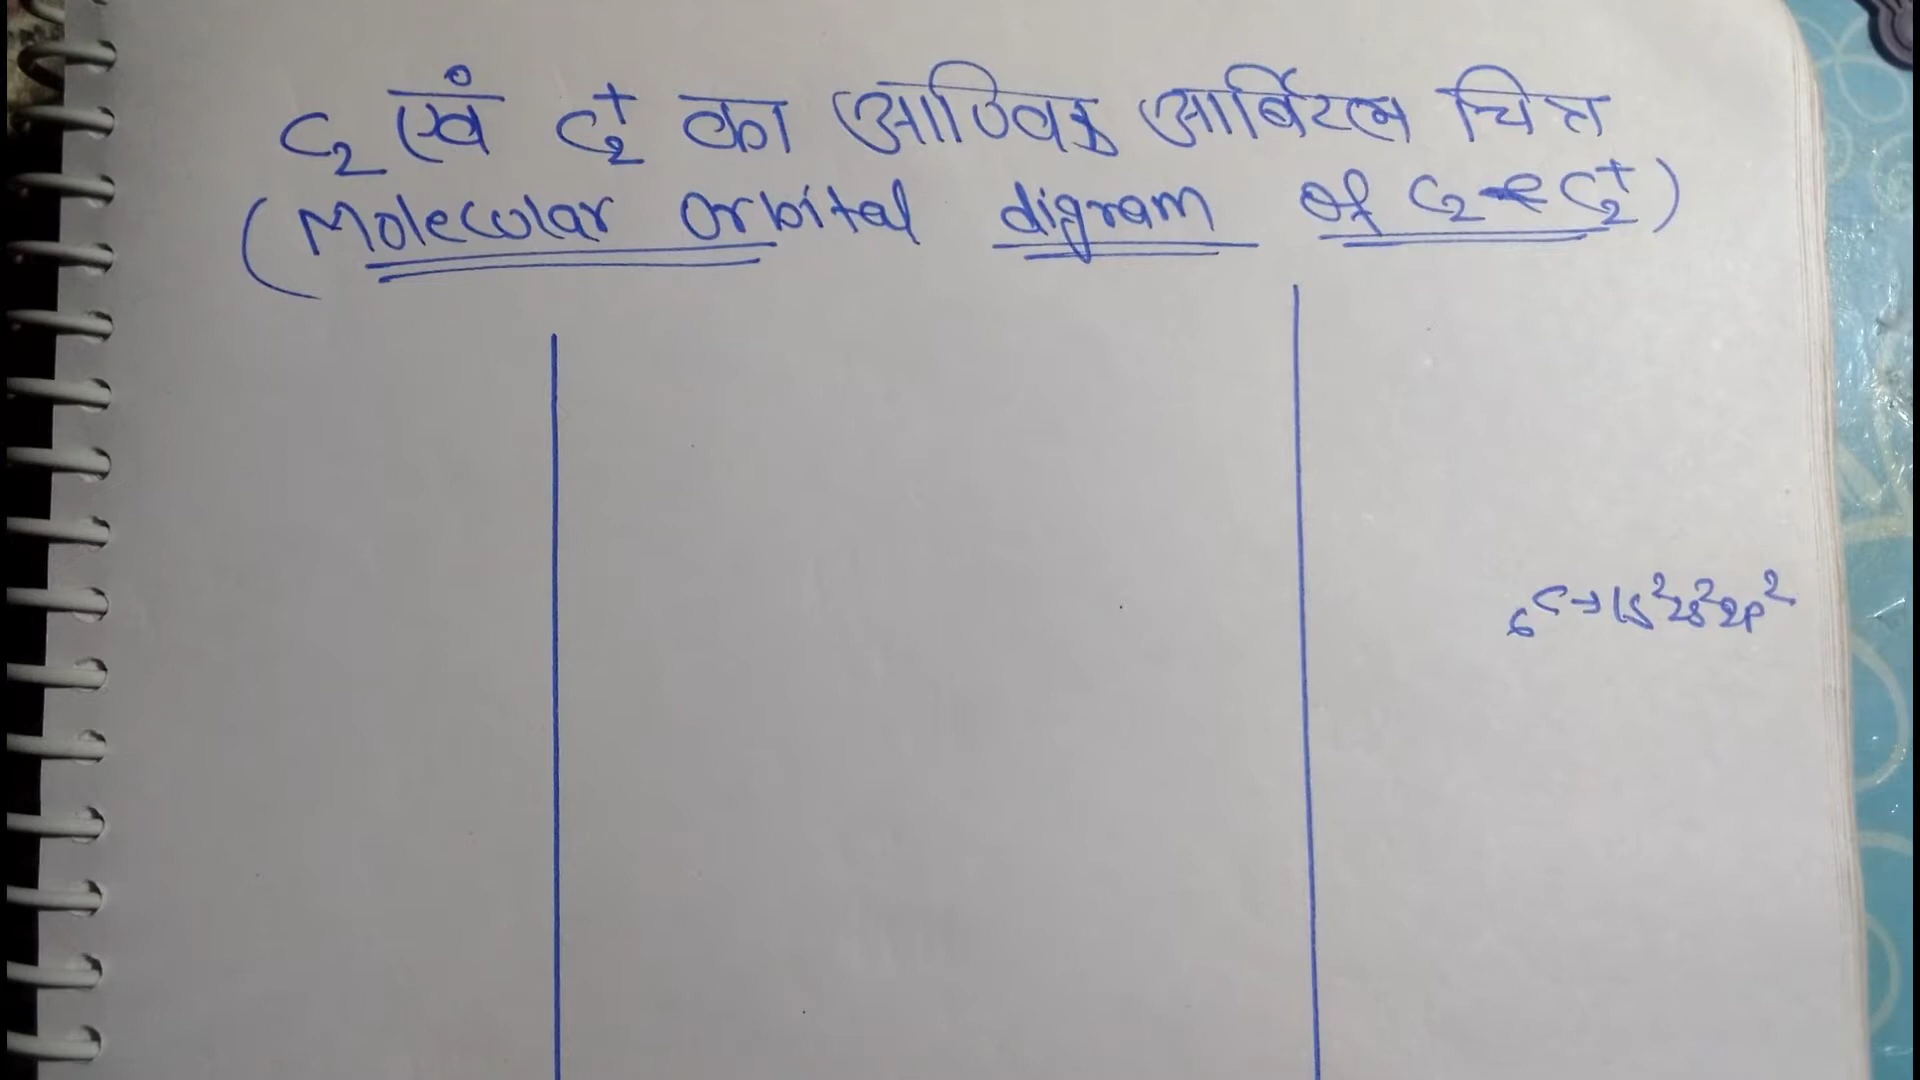 C₂ एवं C₂⁺ का आण्विक आर्बिटल चित्र
(Molecular orbital digram of C₂ & C₂⁺)
₆C→1s²2s²2p²